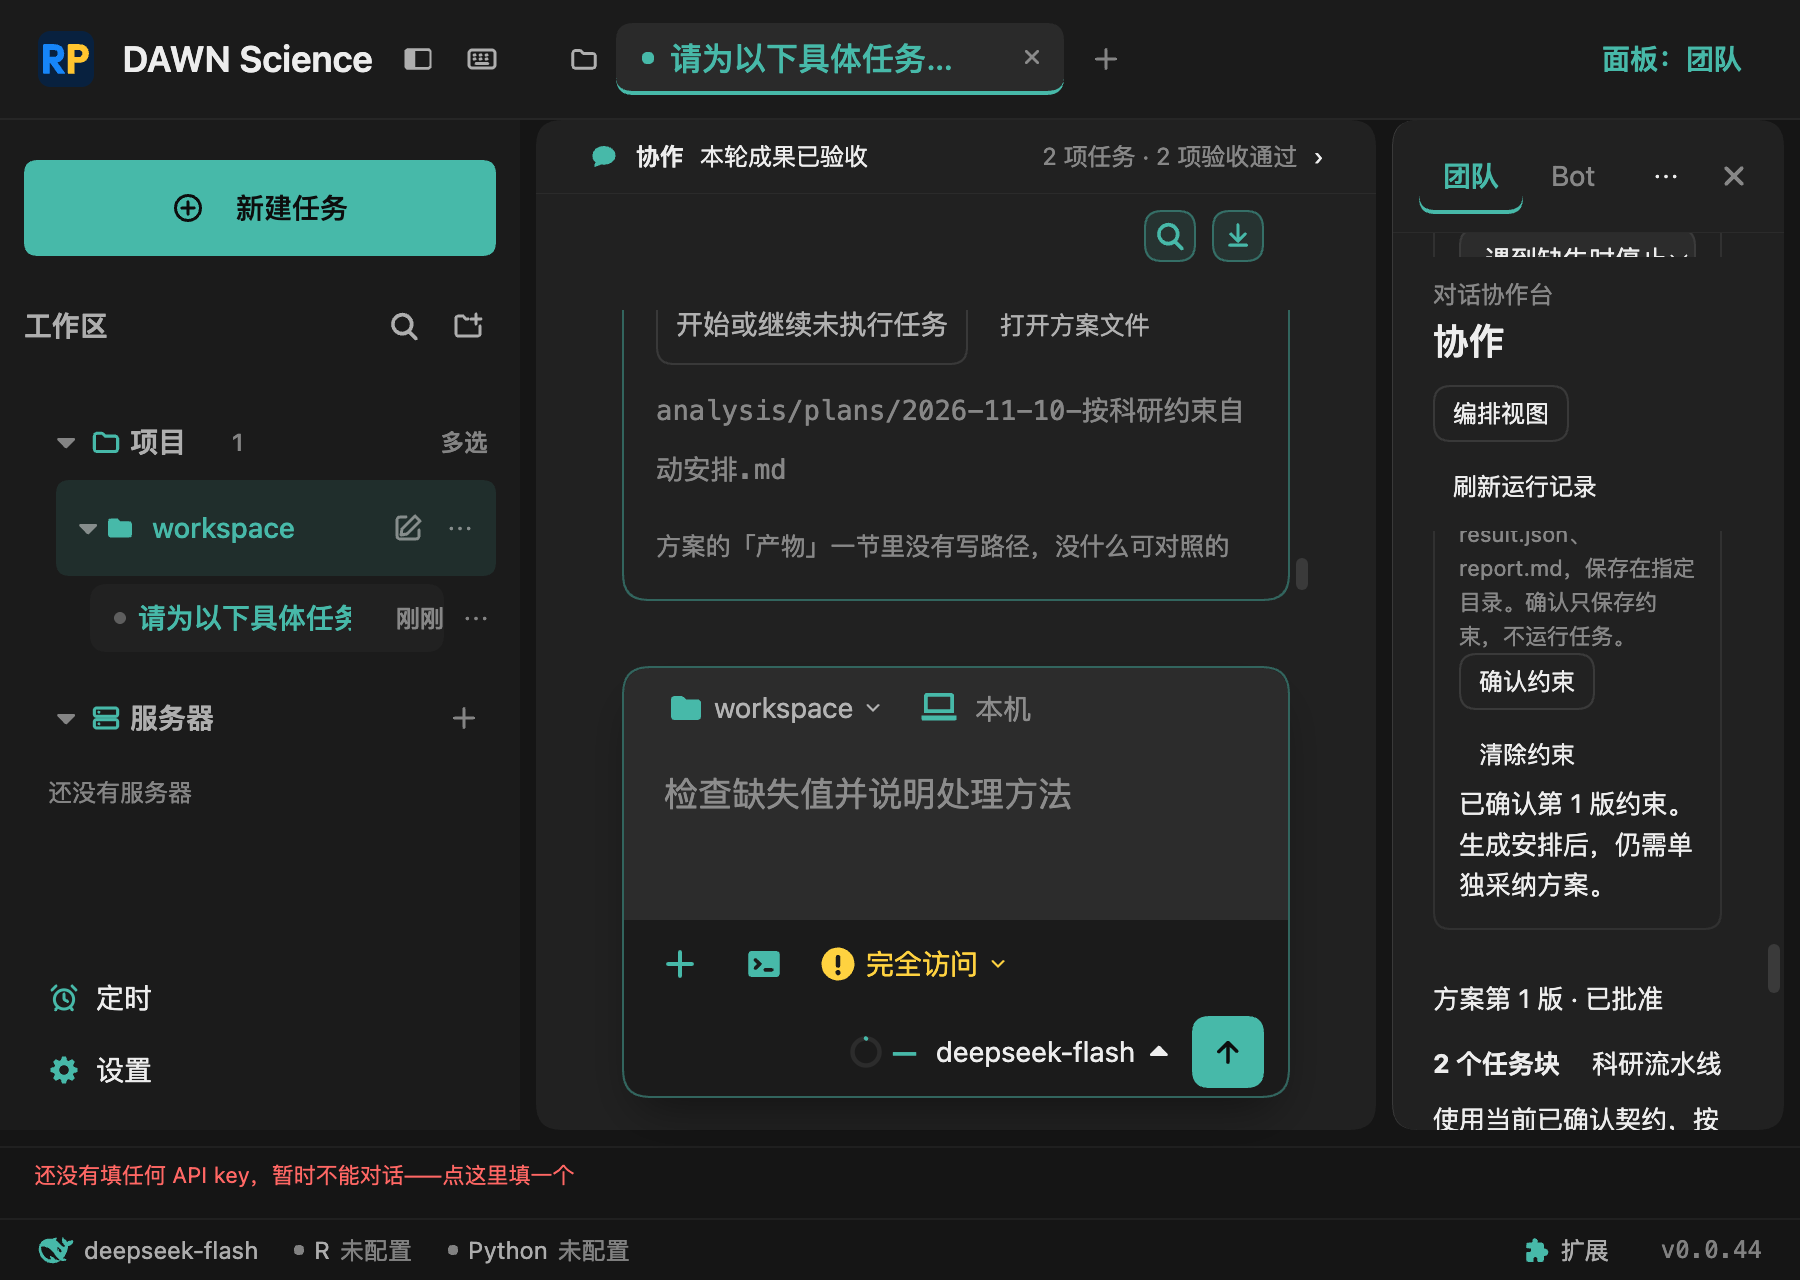 RP DAWN Science
请为以下具体任务...
面板：团队
新建任务
工作区
项目 1 多选
workspace
请为以下具体任务 刚刚
服务器
还没有服务器
定时
设置
协作 本轮成果已验收 2 项任务 · 2 项验收通过
开始或继续未执行任务 打开方案文件
analysis/plans/2026-11-10-按科研约束自
动安排.md
方案的「产物」一节里没有写路径，没什么可对照的
workspace 本机
检查缺失值并说明处理方法
完全访问
deepseek-flash
团队 Bot
遇到缺失时停止
对话协作台
协作
编排视图
刷新运行记录
result.json、
report.md，保存在指定
目录。确认只保存约
束，不运行任务。
确认约束
清除约束
已确认第 1 版约束。
生成安排后，仍需单
独采纳方案。
方案第 1 版 · 已批准
2 个任务块 科研流水线
使用当前已确认契约，按
还没有填任何 API key，暂时不能对话——点这里填一个
deepseek-flash R 未配置 Python 未配置
扩展 v0.0.44